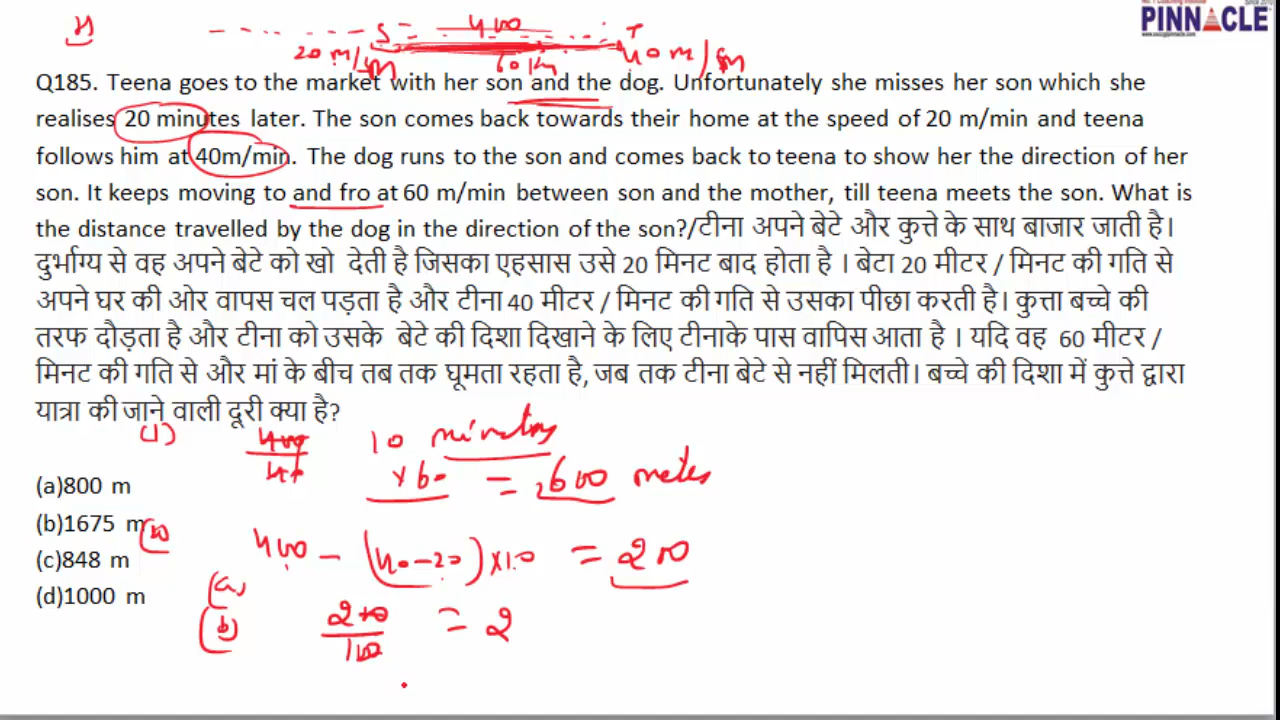 PINNACLE
S 400 T
20 m/m 60 40 m/m
Q185. Teena goes to the market with her son and the dog. Unfortunately she misses her son which she
realises 20 minutes later. The son comes back towards their home at the speed of 20 m/min and teena
follows him at 40m/min. The dog runs to the son and comes back to teena to show her the direction of her
son. It keeps moving to and fro at 60 m/min between son and the mother, till teena meets the son. What is
the distance travelled by the dog in the direction of the son?/टीना अपने बेटे और कुत्ते के साथ बाजार जाती है।
दुर्भाग्य से वह अपने बेटे को खो देती है जिसका एहसास उसे 20 मिनट बाद होता है । बेटा 20 मीटर / मिनट की गति से
अपने घर की ओर वापस चल पड़ता है और टीना 40 मीटर / मिनट की गति से उसका पीछा करती है। कुत्ता बच्चे की
तरफ दौड़ता है और टीना को उसके बेटे की दिशा दिखाने के लिए टीनाके पास वापिस आता है । यदि वह 60 मीटर /
मिनट की गति से और मां के बीच तब तक घूमता रहता है, जब तक टीना बेटे से नहीं मिलती। बच्चे की दिशा में कुत्ते द्वारा
यात्रा की जाने वाली दूरी क्या है?
(1) 400 10 minutes
×60 = 600 metes
(a)800 m
(b)1675 m
400 - (40-20)×10 = 200
(c)848 m
(a)
(d)1000 m
(b) 200/100 = 2